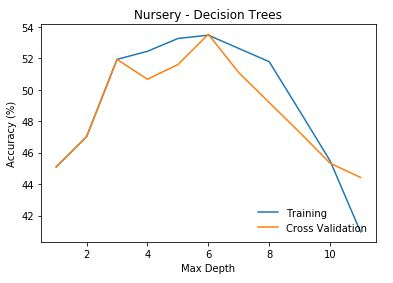 Nursery - Decision Trees
54
52
50
48
46
44
42
Accuracy (%)
2
4
6
8
10
Max Depth
Training
Cross Validation